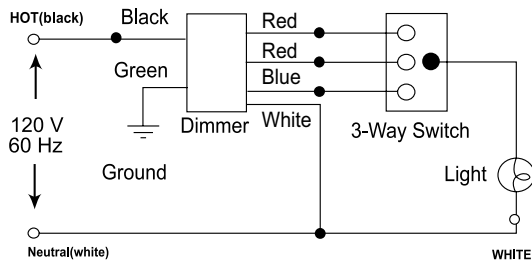 HOT(black)
Black
Red
Red
Green
Blue
120 V
60 Hz
Dimmer
White
3-Way Switch
Ground
Light
Neutral(white)
WHITE